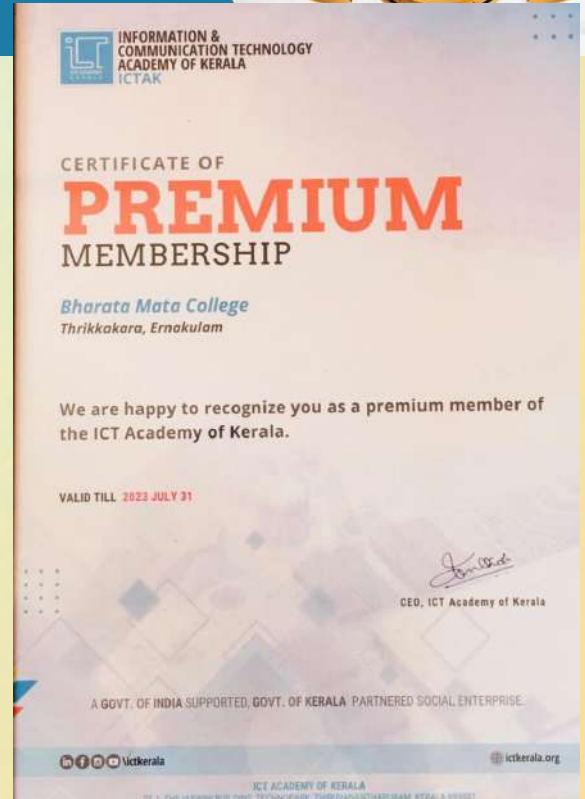 ICT
INFORMATION &
COMMUNICATION TECHNOLOGY
ACADEMY OF KERALA
ICTAK
CERTIFICATE OF
PREMIUM
MEMBERSHIP
Bharata Mata College
Thrikkakara, Ernakulam
We are happy to recognize you as a premium member of
the ICT Academy of Kerala.
VALID TILL 2023 JULY 31
CEO, ICT Academy of Kerala
A GOVT. OF INDIA SUPPORTED, GOVT. OF KERALA PARTNERED SOCIAL ENTERPRISE.
\ictkerala
ictkerala.org
ICT ACADEMY OF KERALA